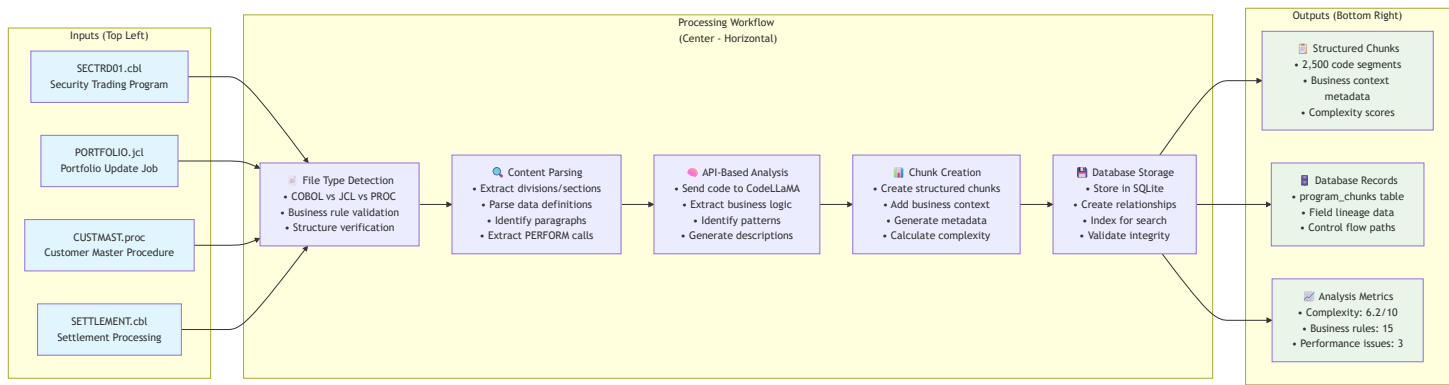 Inputs (Top Left)
SECTRD01.cbl
Security Trading Program
PORTFOLIO.jcl
Portfolio Update Job
CUSTMAST.proc
Customer Master Procedure
SETTLEMENT.cbl
Settlement Processing
Processing Workflow
(Center - Horizontal)
File Type Detection
• COBOL vs JCL vs PROC
• Business rule validation
• Structure verification
Content Parsing
• Extract divisions/sections
• Parse data definitions
• Identify paragraphs
• Extract PERFORM calls
API-Based Analysis
• Send code to CodeLLaMA
• Extract business logic
• Identify patterns
• Generate descriptions
Chunk Creation
• Create structured chunks
• Add business context
• Generate metadata
• Calculate complexity
Database Storage
• Store in SQLite
• Create relationships
• Index for search
• Validate integrity
Outputs (Bottom Right)
Structured Chunks
• 2,500 code segments
• Business context
metadata
• Complexity scores
Database Records
• program_chunks table
• Field lineage data
• Control flow paths
Analysis Metrics
• Complexity: 6.2/10
• Business rules: 15
• Performance issues: 3